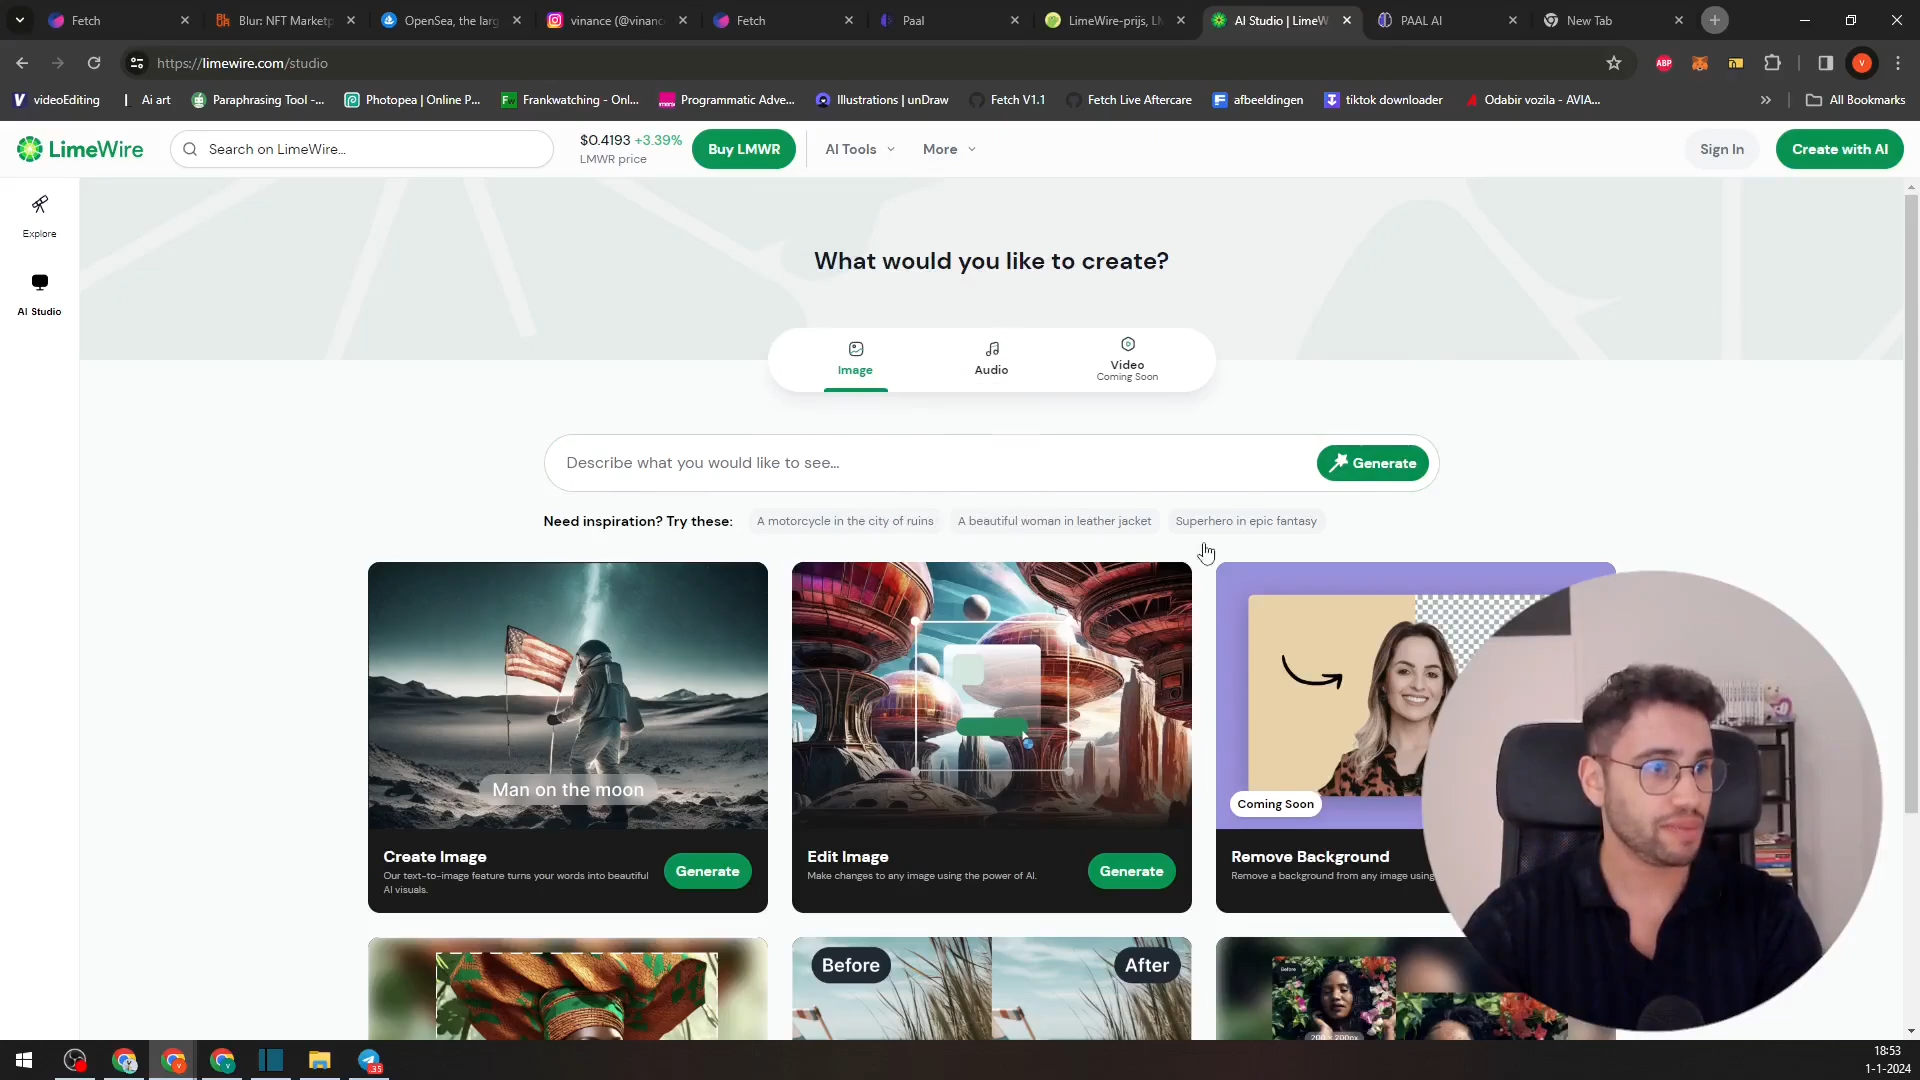 Fetch
Blur: NFT Marketp
OpenSea, the larg
vinance (@vinanc
Fetch
Paal
LimeWire-prijs, LM
AI Studio | LimeW
PAAL AI
New Tab
https://limewire.com/studio
ABP
V
videoEditing
Ai art
Paraphrasing Tool -...
Photopea | Online P...
Frankwatching - Onl...
Programmatic Adve...
Illustrations | unDraw
Fetch V1.1
Fetch Live Aftercare
afbeeldingen
tiktok downloader
Odabir vozila - AVIA...
All Bookmarks
LimeWire
Search on LimeWire...
$0.4193 +3.39%
LMWR price
Buy LMWR
AI Tools
More
Sign In
Create with AI
Explore
AI Studio
What would you like to create?
Image
Audio
Video
Coming Soon
Describe what you would like to see...
Generate
Need inspiration? Try these:
A motorcycle in the city of ruins
A beautiful woman in leather jacket
Superhero in epic fantasy
Man on the moon
Coming Soon
Create Image
Our text-to-image feature turns your words into beautiful
AI visuals.
Generate
Edit Image
Make changes to any image using the power of AI.
Generate
Remove Background
Remove a background from any image using
Before
After
Before
200 x 200px
35
18:53
1-1-2024